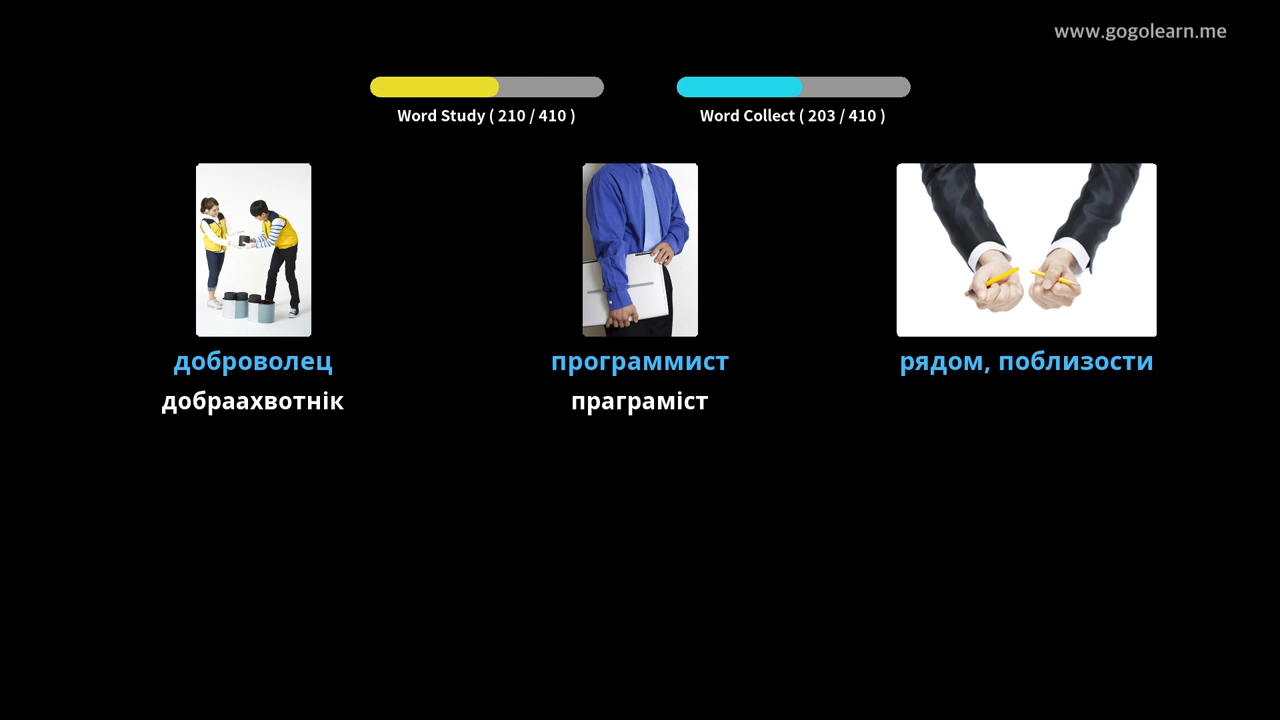 www.gogolearn.me
Word Study ( 210 / 410 )
Word Collect ( 203 / 410 )
доброволец
программист
рядом, поблизости
добраахвотнік
праграміст